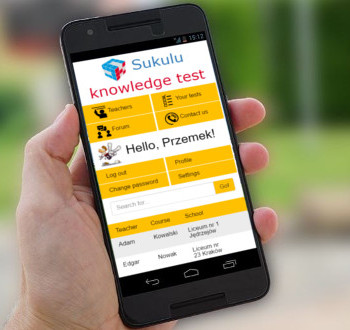 10:12
Sukulu
knowledge test
Teachers
Your tests
Forum
Contact us
Hello, Przemek!
Log out
Profile
Change password
Settings
Search for...
Go!
Teacher Course School
Adam Kowalski Liceum nr 1
Jędrzejów
Edgar Nowak Liceum nr
23 Kraków